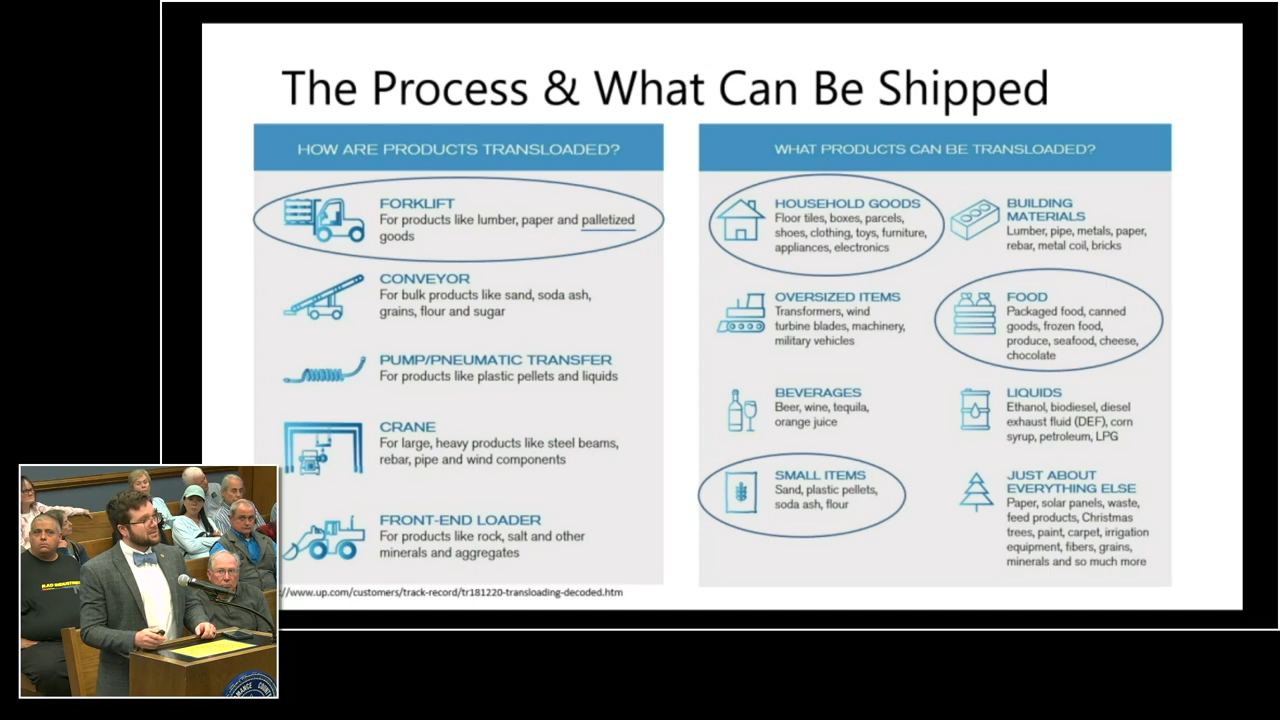 The Process & What Can Be Shipped
HOW ARE PRODUCTS TRANSLOADED?
FORKLIFT
For products like lumber, paper and palletized
goods
CONVEYOR
For bulk products like sand, soda ash,
grains, flour and sugar
PUMP/PNEUMATIC TRANSFER
For products like plastic pellets and liquids
CRANE
For large, heavy products like steel beams,
rebar, pipe and wind components
FRONT-END LOADER
For products like rock, salt and other
minerals and aggregates
WHAT PRODUCTS CAN BE TRANSLOADED?
HOUSEHOLD GOODS
Floor tiles, boxes, parcels,
shoes, clothing, toys, furniture,
appliances, electronics
BUILDING
MATERIALS
Lumber, pipe, metals, paper,
rebar, metal coil, bricks
OVERSIZED ITEMS
Transformers, wind
turbine blades, machinery,
military vehicles
FOOD
Packaged food, canned
goods, frozen food,
produce, seafood, cheese,
chocolate
BEVERAGES
Beer, wine, tequila,
orange juice
LIQUIDS
Ethanol, biodiesel, diesel
exhaust fluid (DEF), corn
syrup, petroleum, LPG
SMALL ITEMS
Sand, plastic pellets,
soda ash, flour
JUST ABOUT
EVERYTHING ELSE
Paper, solar panels, waste,
feed products, Christmas
trees, paint, carpet, irrigation
equipment, fibers, grains,
minerals and so much more
/www.up.com/customers/track-record/tr181220-transloading-decoded.htm